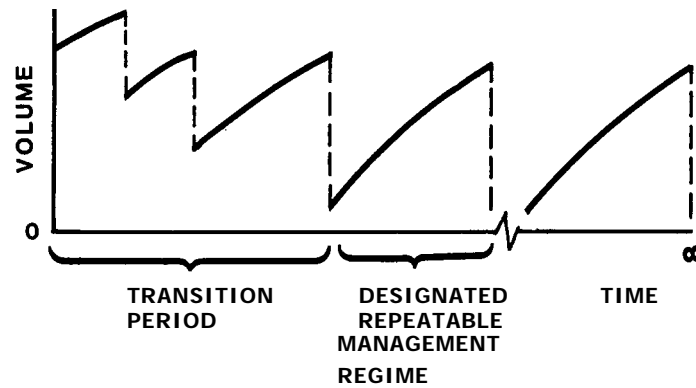 VOLUME
0
∞
TRANSITION
PERIOD
DESIGNATED
REPEATABLE
MANAGEMENT
REGIME
TIME